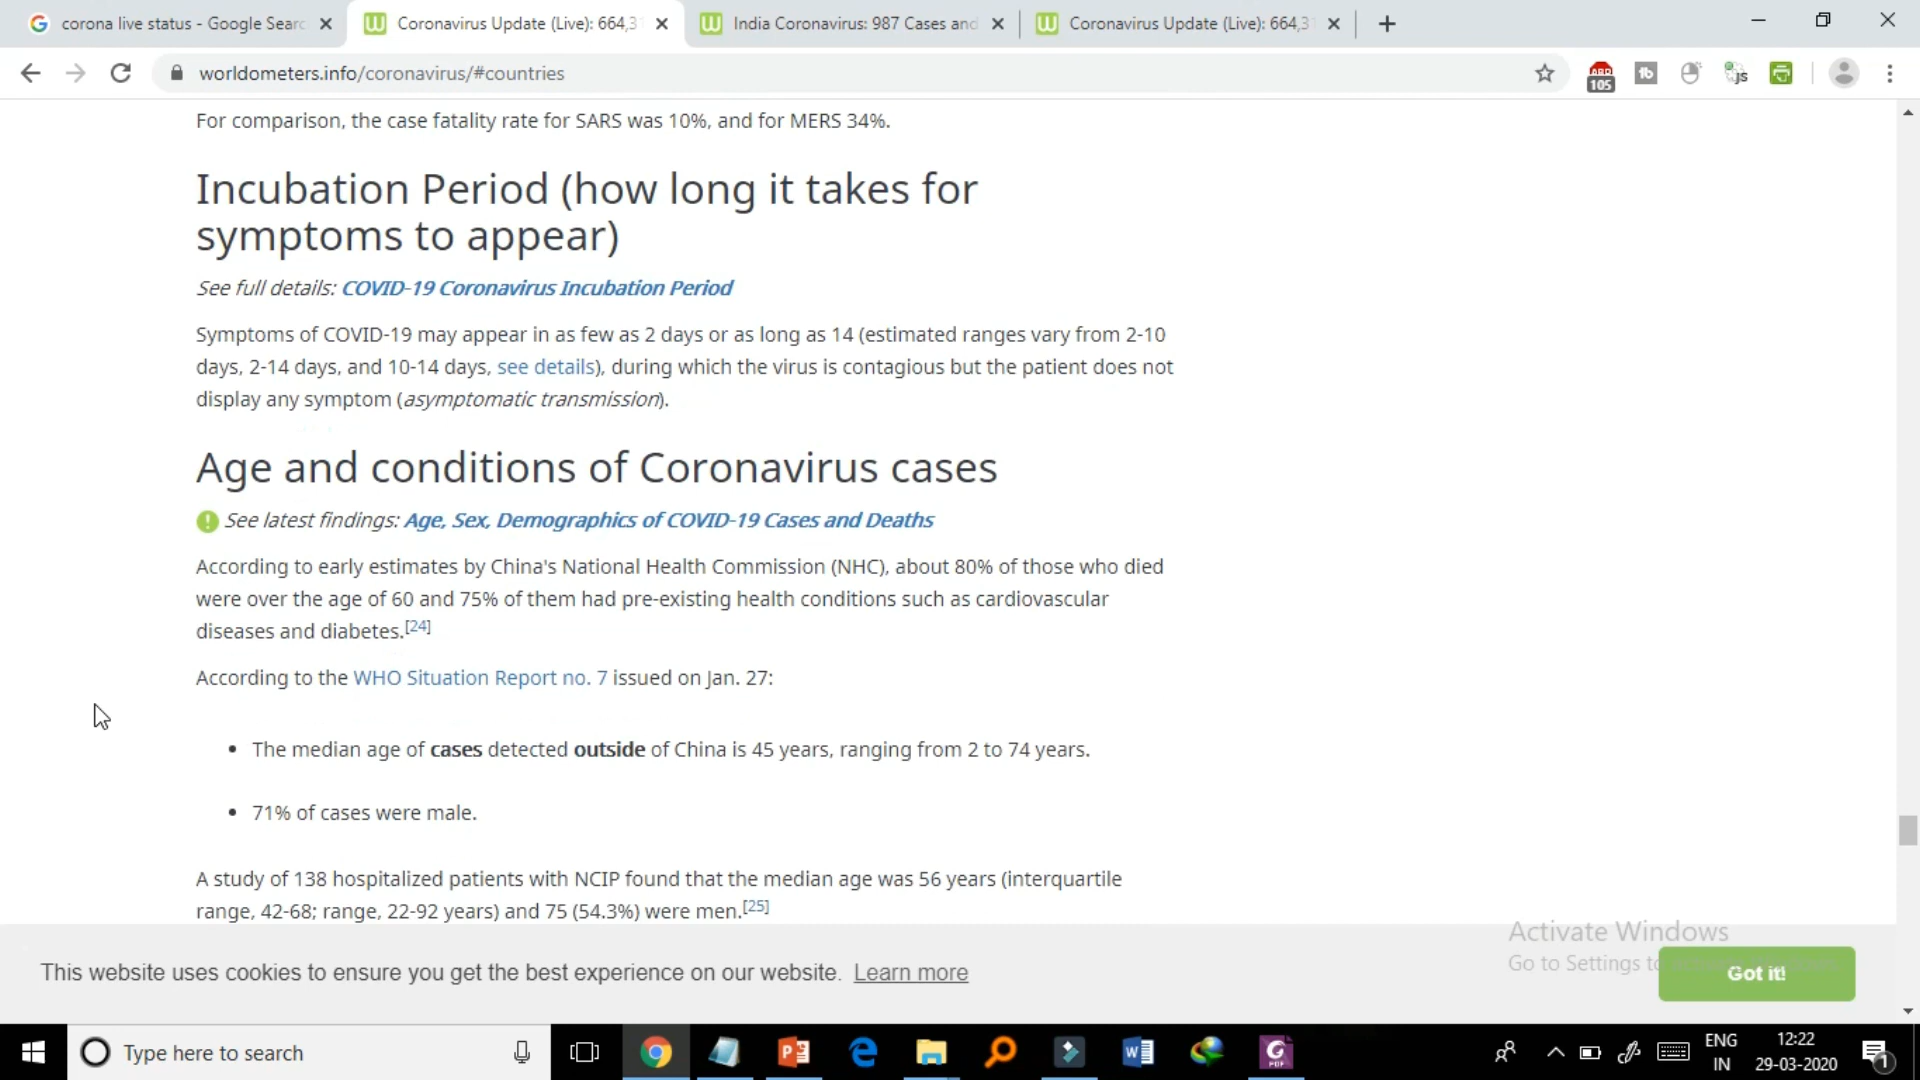 corona live status - Google Searc
Coronavirus Update (Live): 664,3
India Coronavirus: 987 Cases and
Coronavirus Update (Live): 664,3
worldometers.info/coronavirus/#countries
ABP
105
tb
js
For comparison, the case fatality rate for SARS was 10%, and for MERS 34%.
Incubation Period (how long it takes for
symptoms to appear)
See full details: COVID-19 Coronavirus Incubation Period
Symptoms of COVID-19 may appear in as few as 2 days or as long as 14 (estimated ranges vary from 2-10
days, 2-14 days, and 10-14 days, see details), during which the virus is contagious but the patient does not
display any symptom (asymptomatic transmission).
Age and conditions of Coronavirus cases
See latest findings: Age, Sex, Demographics of COVID-19 Cases and Deaths
According to early estimates by China's National Health Commission (NHC), about 80% of those who died
were over the age of 60 and 75% of them had pre-existing health conditions such as cardiovascular
diseases and diabetes.[24]
According to the WHO Situation Report no. 7 issued on Jan. 27:
• The median age of cases detected outside of China is 45 years, ranging from 2 to 74 years.
• 71% of cases were male.
A study of 138 hospitalized patients with NCIP found that the median age was 56 years (interquartile
range, 42-68; range, 22-92 years) and 75 (54.3%) were men.[25]
Activate Windows
Go to Settings to
This website uses cookies to ensure you get the best experience on our website. Learn more
Got it!
Type here to search
ENG
IN
12:22
29-03-2020
1